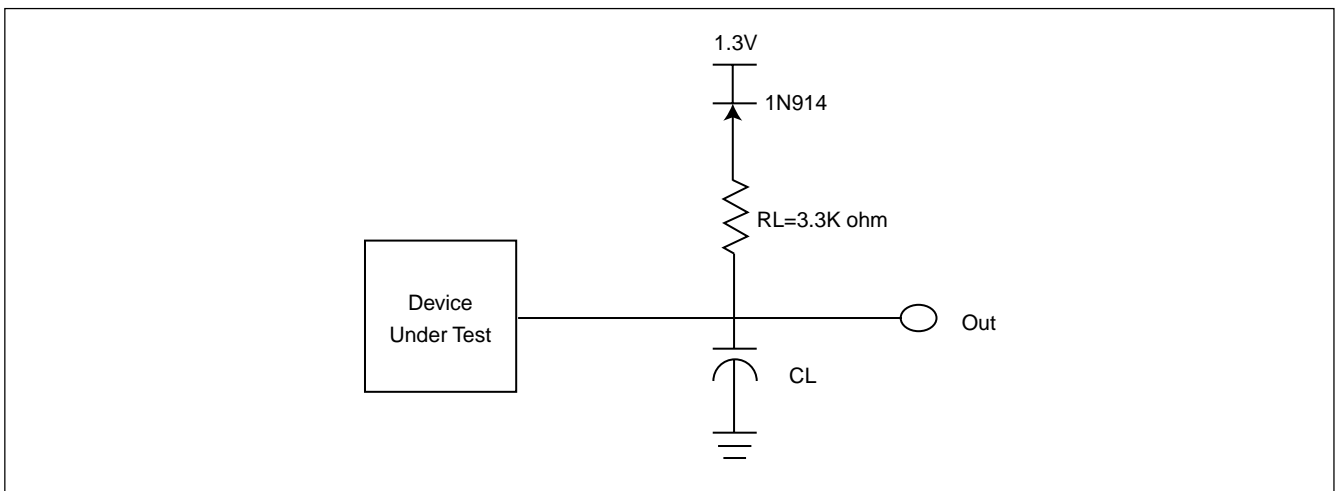 1.3V
1N914
RL=3.3K ohm
Device
Under Test
Out
CL